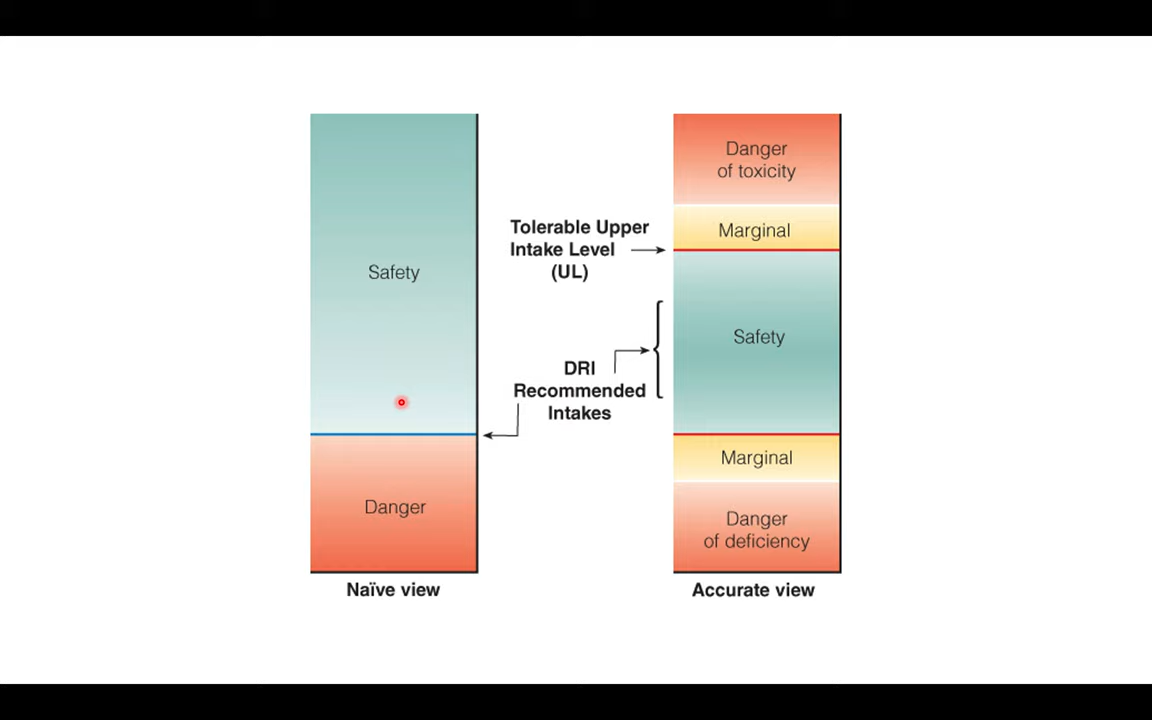 Safety
Danger
Naïve view
Tolerable Upper
Intake Level
(UL)
DRI
Recommended
Intakes
Danger
of toxicity
Marginal
Safety
Marginal
Danger
of deficiency
Accurate view